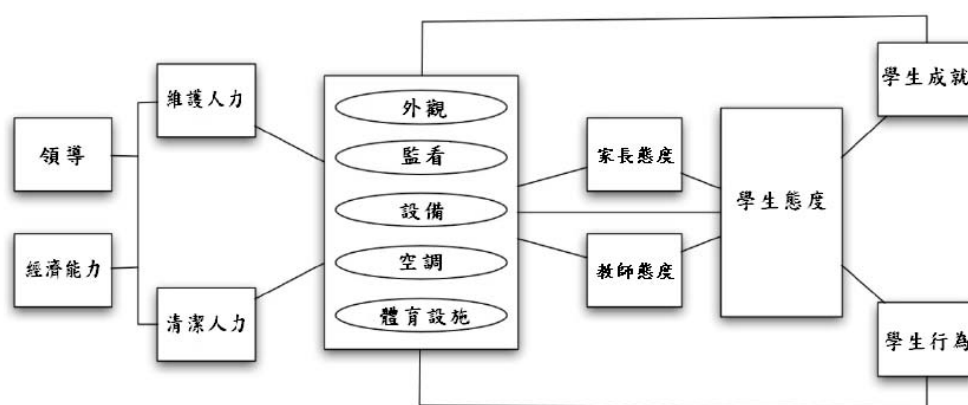 領導
經濟能力
維護人力
清潔人力
外觀
監看
設備
空調
體育設施
家長態度
教師態度
學生態度
學生成就
學生行為